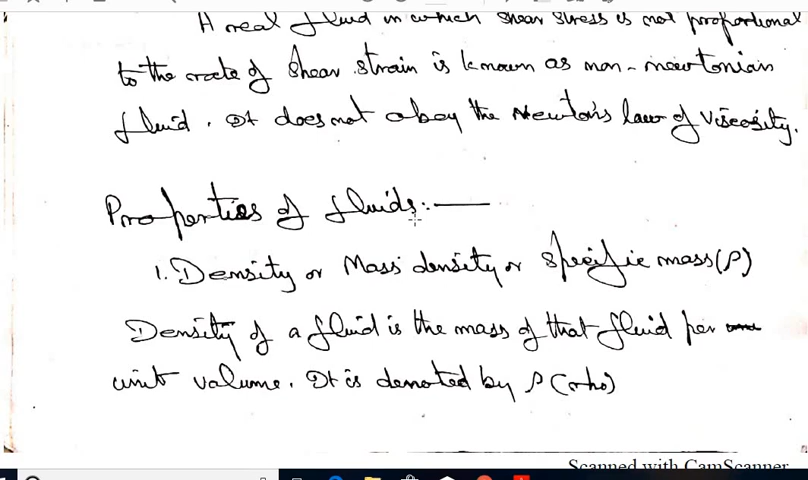 A real fluid in which shear stress is not proportional
to the rate of shear strain is known as non-newtonian
fluid. It does not obey the Newton's law of viscosity.
Properties of fluids:—
1. Density or Mass density or specific mass (ρ)
Density of a fluid is the mass of that fluid per
unit volume. It is denoted by ρ (rho)
Scanned with CamScanner